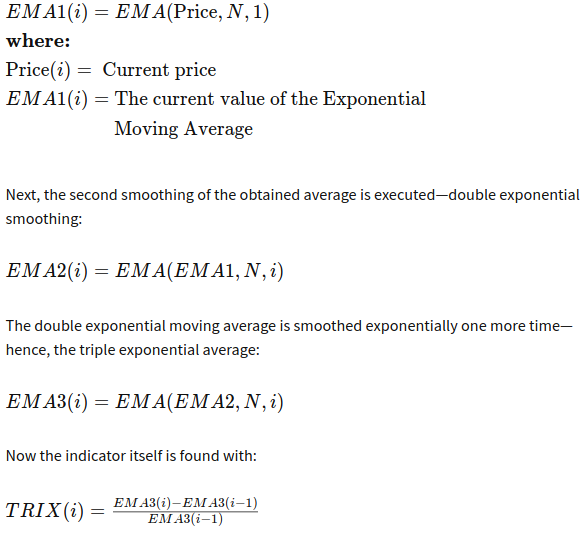 EMA1(i) = EMA(Price, N, 1)
where:
Price(i) = Current price
EMA1(i) = The current value of the Exponential
Moving Average
Next, the second smoothing of the obtained average is executed—double exponential
smoothing:
EMA2(i) = EMA(EMA1, N, i)
The double exponential moving average is smoothed exponentially one more time—
hence, the triple exponential average:
EMA3(i) = EMA(EMA2, N, i)
Now the indicator itself is found with:
TRIX(i) = \frac{EMA3(i)−EMA3(i−1)}{EMA3(i−1)}